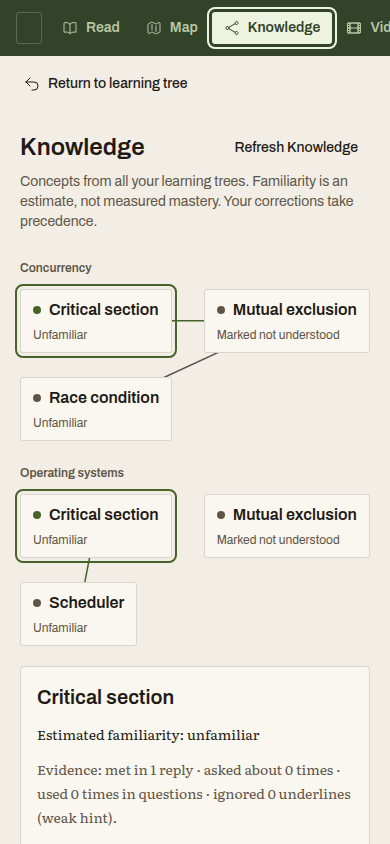 Read Map Knowledge Vid
Return to learning tree
Knowledge
Refresh Knowledge
Concepts from all your learning trees. Familiarity is an
estimate, not measured mastery. Your corrections take
precedence.
Concurrency
Critical section
Unfamiliar
Mutual exclusion
Marked not understood
Race condition
Unfamiliar
Operating systems
Critical section
Unfamiliar
Mutual exclusion
Marked not understood
Scheduler
Unfamiliar
Critical section
Estimated familiarity: unfamiliar
Evidence: met in 1 reply · asked about 0 times ·
used 0 times in questions · ignored 0 underlines
(weak hint).